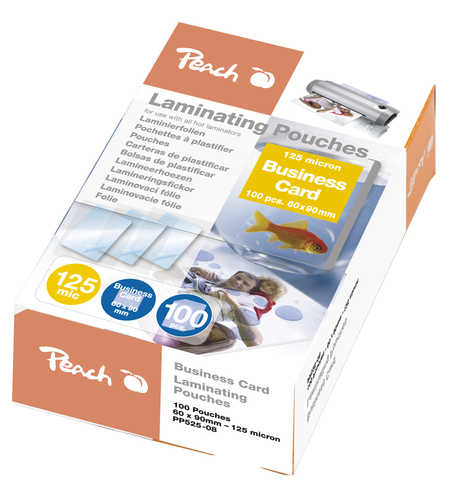 Peach
Laminating Pouches
for use with all hot laminators
Laminierfolien
Pochettes à plastifier
Pouches
Carteras de plastificar
Bolsas de plastificar
Lamineerhoezen
Lamineringsfickor
Laminovací fólie
Laminovacie fólie
Folie
125 micron
Business
Card
100 pcs. 60x90mm
125
mic
Business
Card
60 x 90
mm
100
Peach
Business Card
Laminating
Pouches
100 Pouches
60 x 90mm – 125 micron
PP525-08